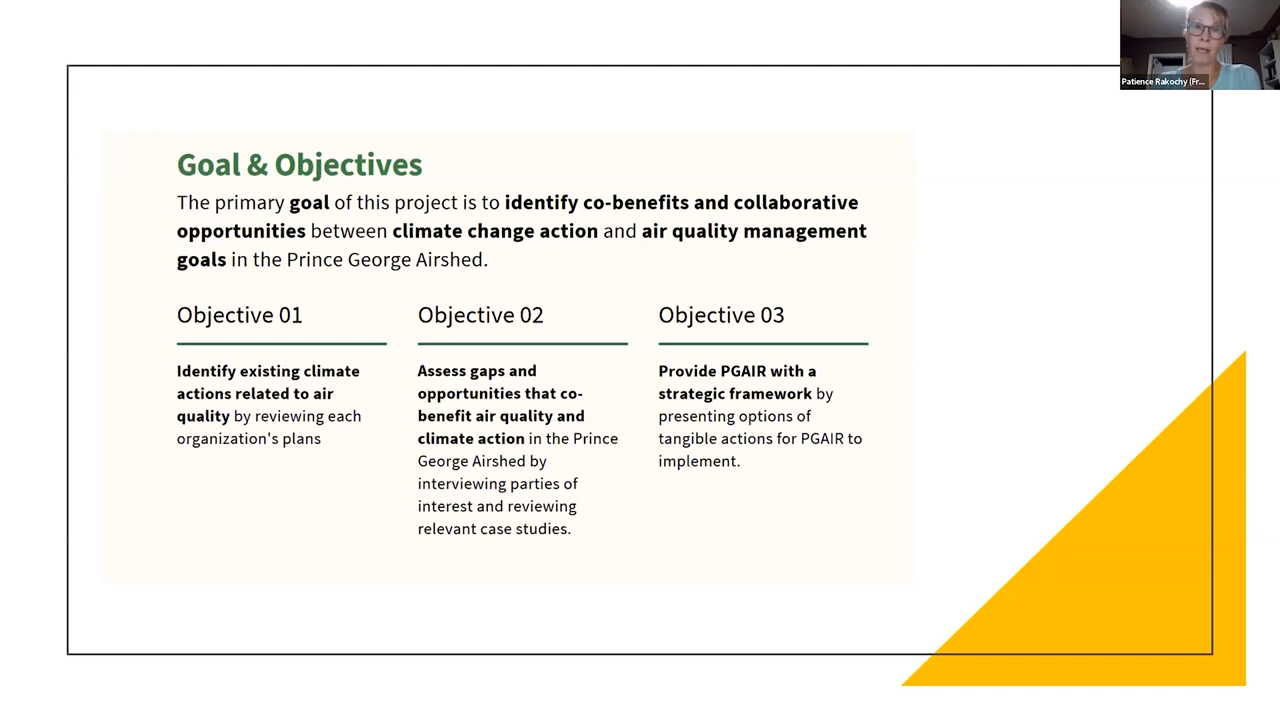 Patience Rakochy (Fr...
Goal & Objectives
The primary goal of this project is to identify co-benefits and collaborative
opportunities between climate change action and air quality management
goals in the Prince George Airshed.
Objective 01
Identify existing climate
actions related to air
quality by reviewing each
organization's plans
Objective 02
Assess gaps and
opportunities that co-
benefit air quality and
climate action in the Prince
George Airshed by
interviewing parties of
interest and reviewing
relevant case studies.
Objective 03
Provide PGAIR with a
strategic framework by
presenting options of
tangible actions for PGAIR to
implement.